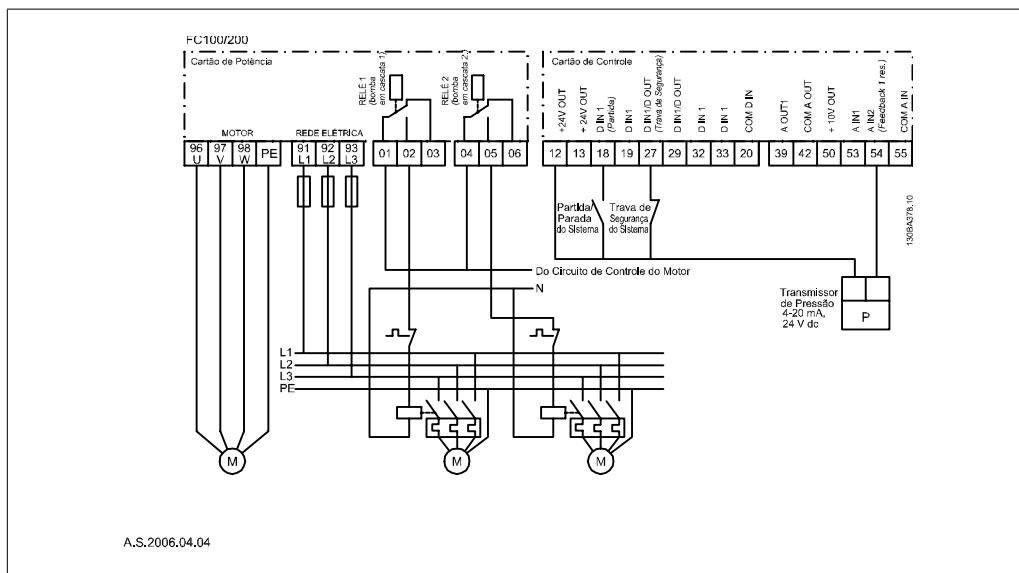 FC100/200
Cartão de Potência
RELÉ 1
(bomba
em cascata 1)
RELÉ 2
(bomba
em cascata 2)
MOTOR
REDE ELÉTRICA
96 97 98 PE
U V W
91 92 93
L1 L2 L3
01 02 03
04 05 06
Cartão de Controle
+24V OUT
+ 24V OUT
D IN 1
(Partida)
D IN1
D IN1/D OUT
(Trava de Segurança)
D IN1/D OUT
D IN 1
D IN 1
COM D IN
A OUT1
COM A OUT
+ 10V OUT
A IN1
A IN2
(Feedback 1 res.)
COM A IN
12 13 18 19 27 29 32 33 20
39 42 50 53 54 55
Partida/
Parada
do Sistema
Trava de
Segurança
do Sistema
130BA378.10
Do Circuito de Controle do Motor
N
Transmissor
de Pressão
4-20 mA,
24 V dc
P
L1
L2
L3
PE
M
M
M
A.S.2006.04.04